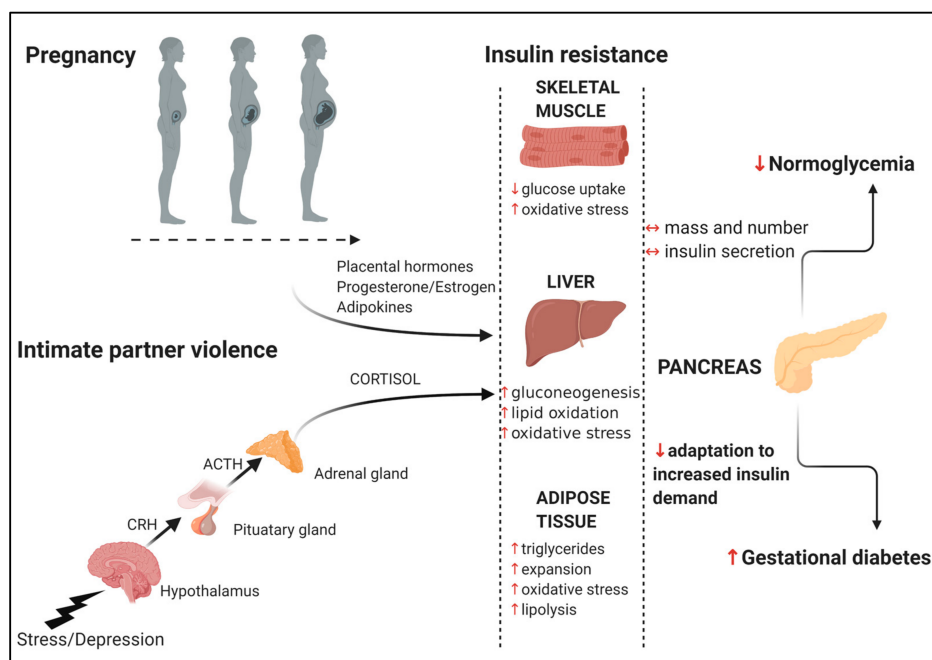 Pregnancy
Placental hormones
Progesterone/Estrogen
Adipokines
Intimate partner violence
CORTISOL
ACTH
Adrenal gland
CRH
Pituatary gland
Hypothalamus
Stress/Depression
Insulin resistance
SKELETAL
MUSCLE
↓glucose uptake
↑oxidative stress
LIVER
↑gluconeogenesis
↑lipid oxidation
↑oxidative stress
ADIPOSE
TISSUE
↑triglycerides
↑expansion
↑oxidative stress
↑lipolysis
↓Normoglycemia
↔ mass and number
↔ insulin secretion
PANCREAS
↓adaptation to
increased insulin
demand
↑Gestational diabetes